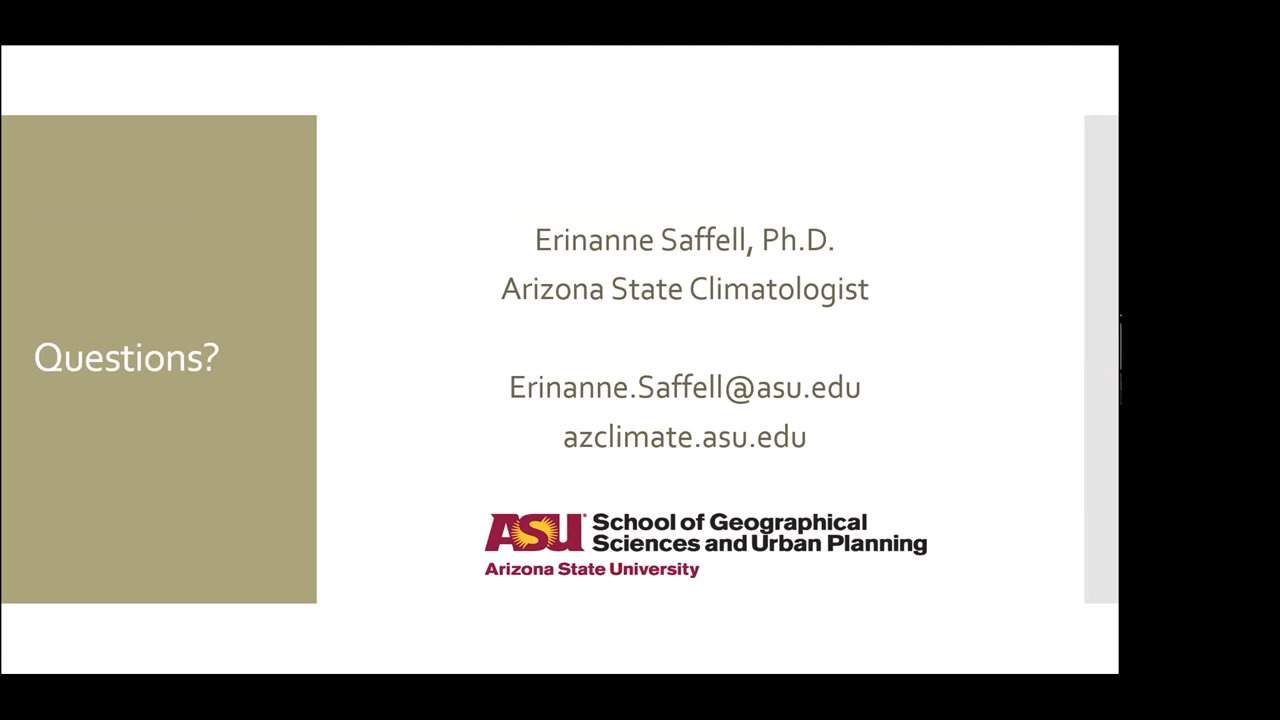 Questions?
Erinanne Saffell, Ph.D.
Arizona State Climatologist
Erinanne.Saffell@asu.edu
azclimate.asu.edu
ASU School of Geographical
Sciences and Urban Planning
Arizona State University